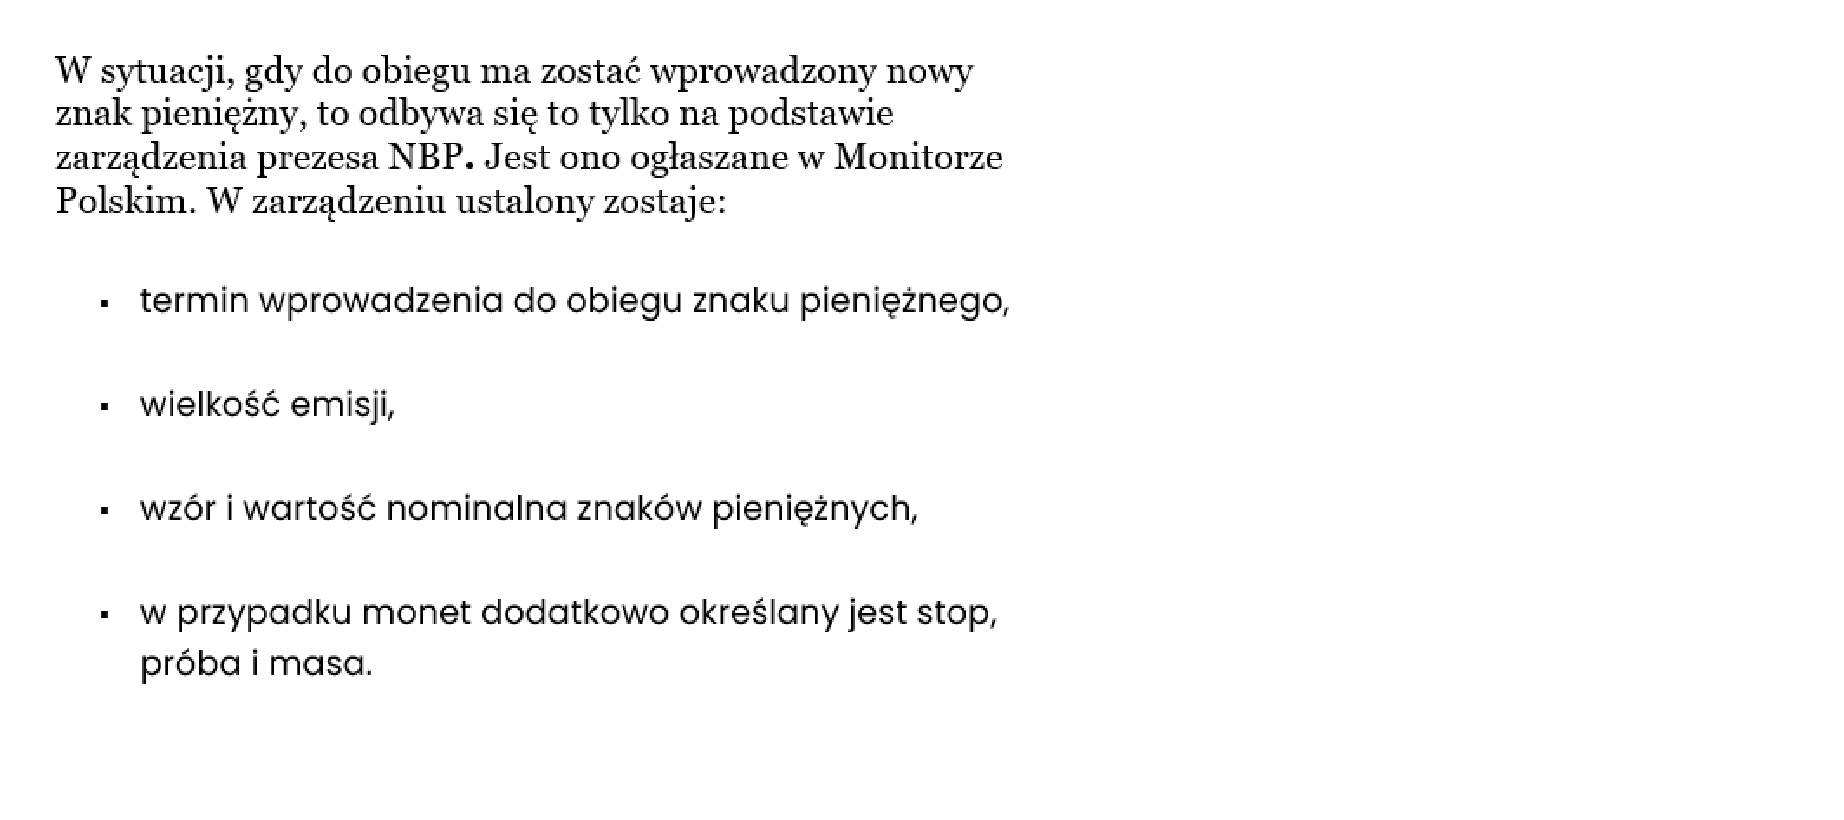 W sytuacji, gdy do obiegu ma zostać wprowadzony nowy
znak pieniężny, to odbywa się to tylko na podstawie
zarządzenia prezesa NBP. Jest ono ogłaszane w Monitorze
Polskim. W zarządzeniu ustalony zostaje:
▪ termin wprowadzenia do obiegu znaku pieniężnego,
▪ wielkość emisji,
▪ wzór i wartość nominalna znaków pieniężnych,
▪ w przypadku monet dodatkowo określany jest stop,
próba i masa.